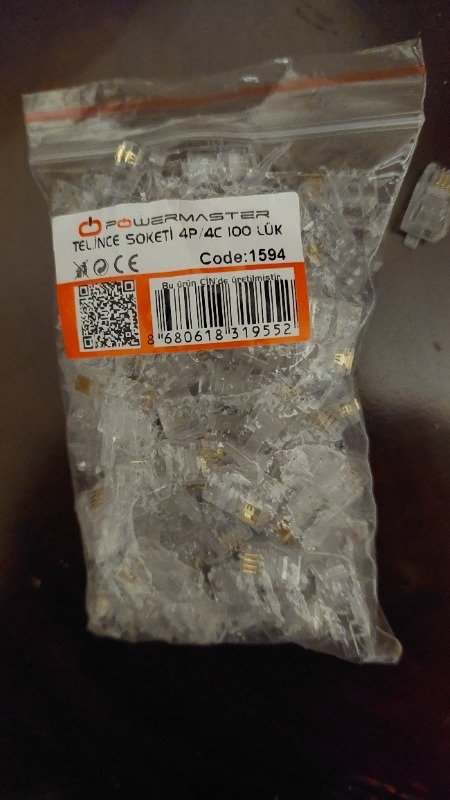 POWERMASTER
TELİNCE SOKETİ 4P/4C 100 LÜK
CE Code:1594
Bu ürün ÇİN'de üretilmiştir.
8 680618 319552